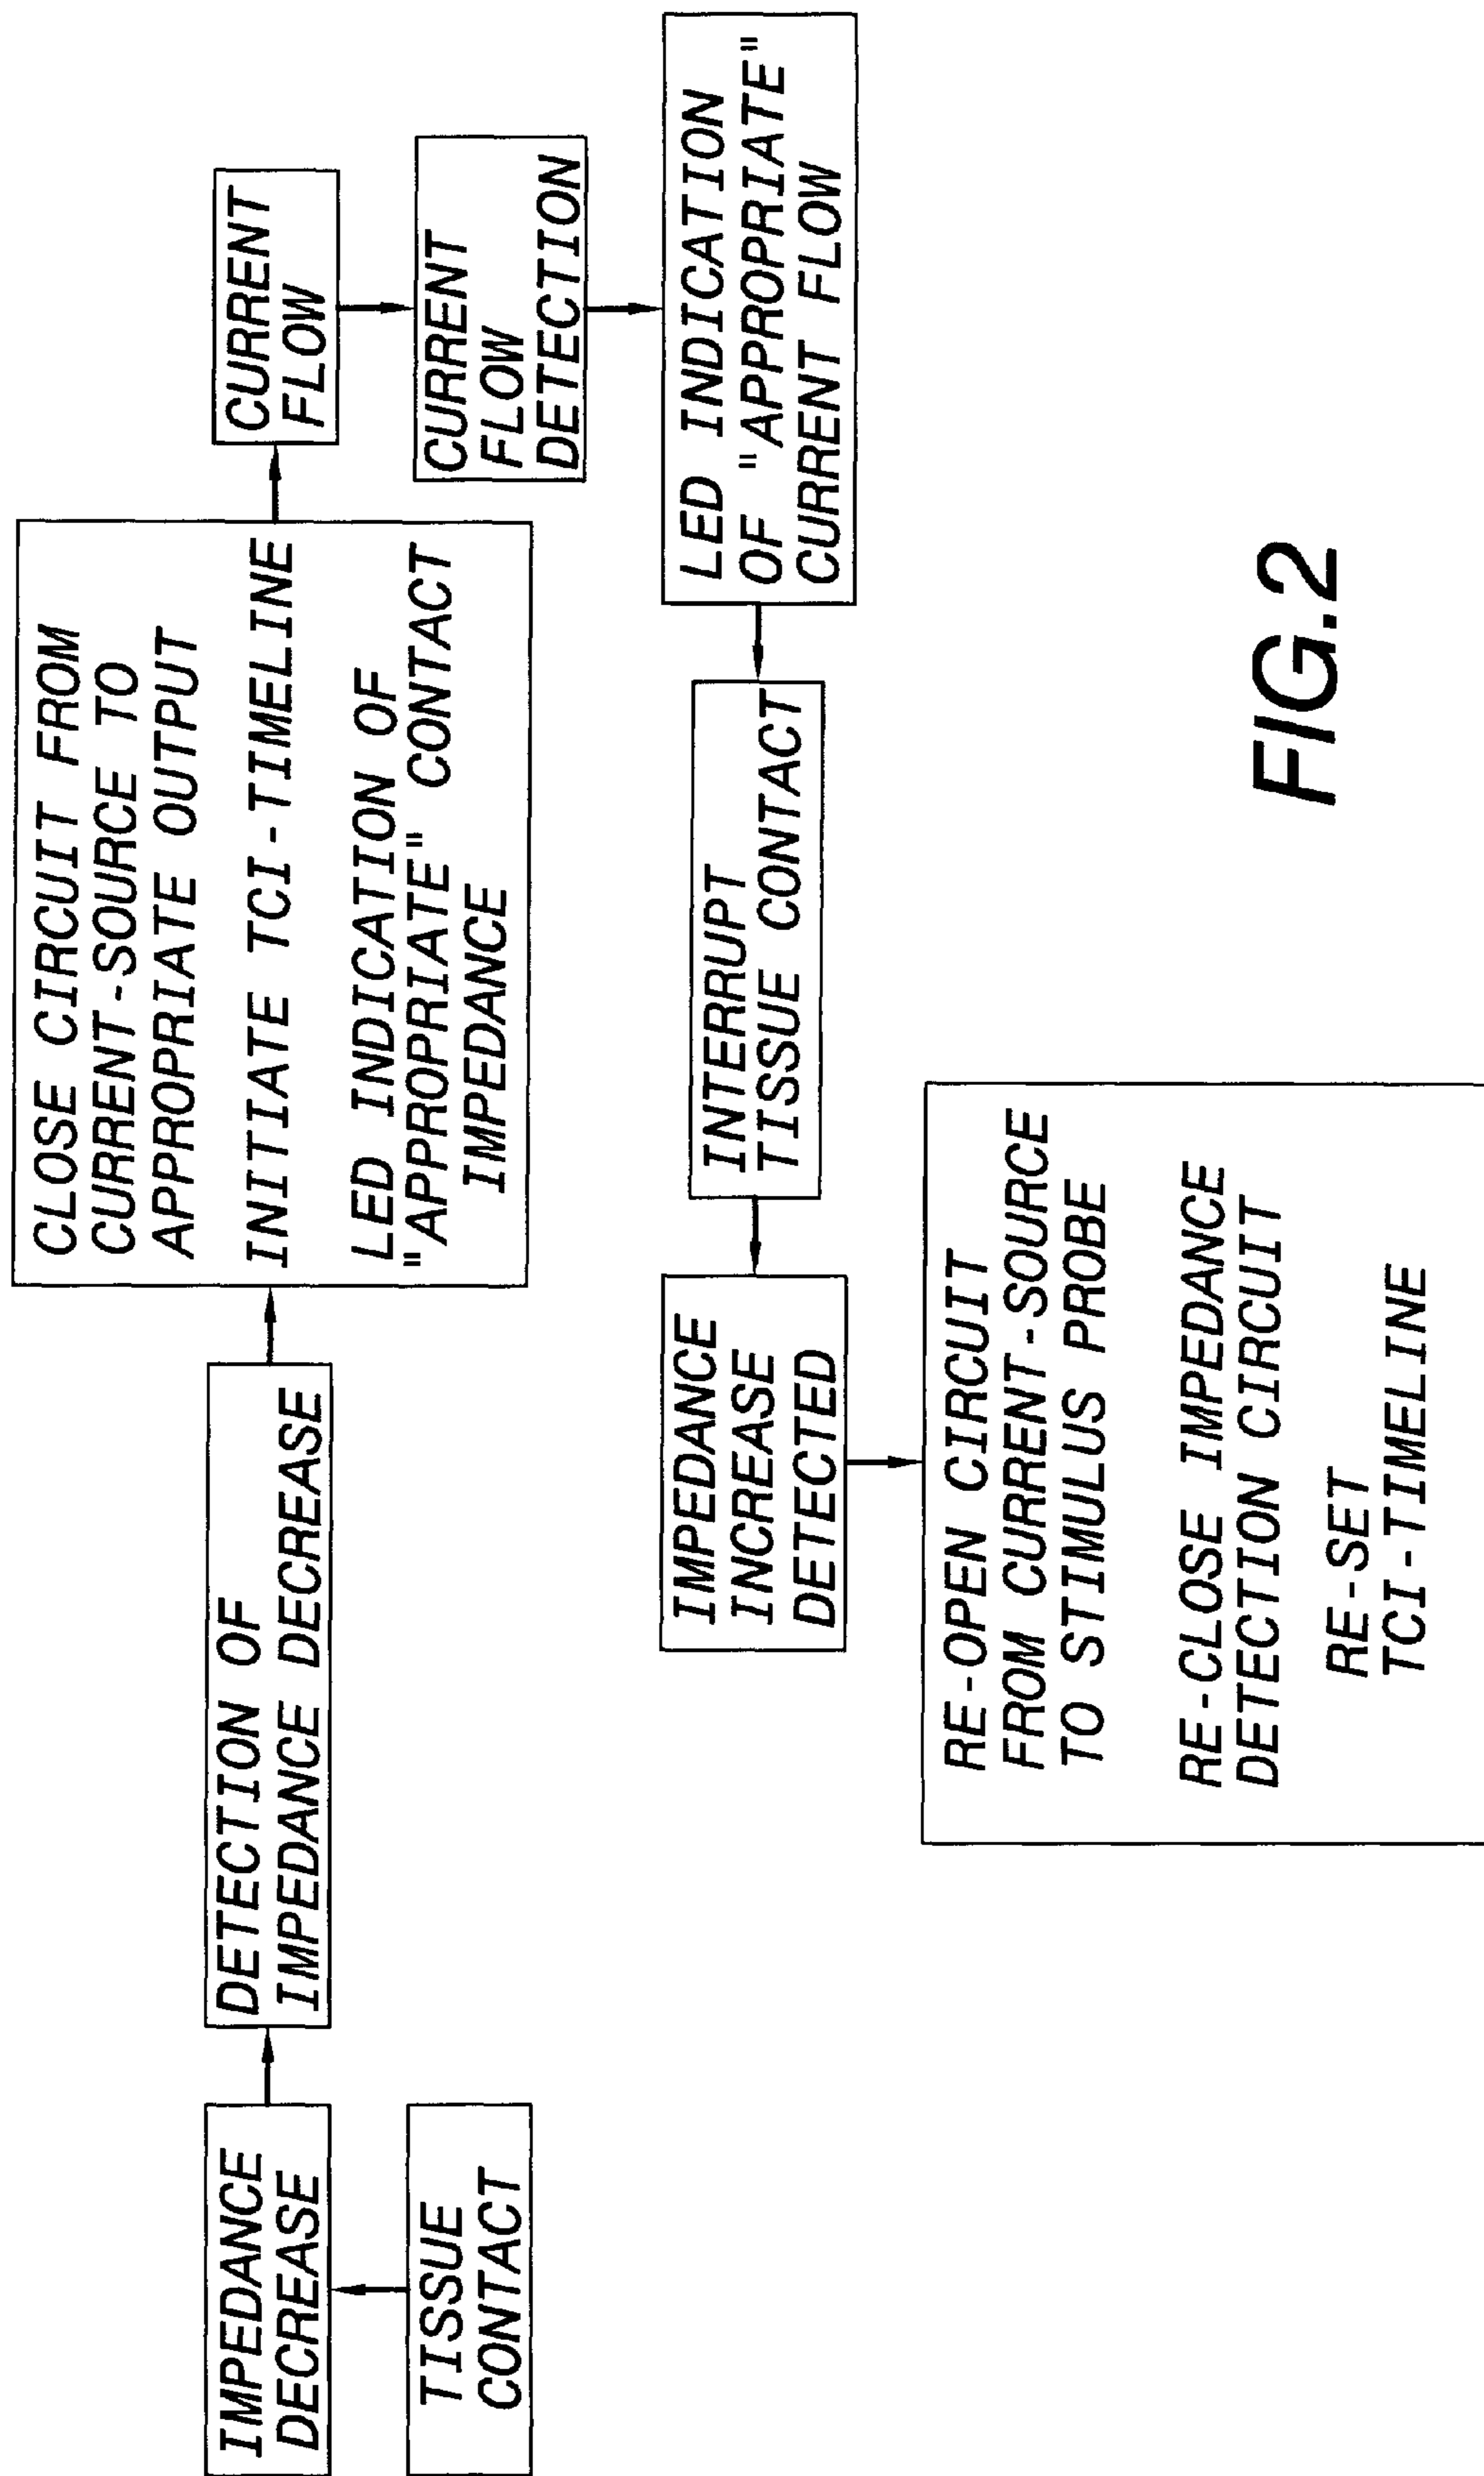 TISSUE
CONTACT
IMPEDANCE
DECREASE
DETECTION OF
IMPEDANCE DECREASE
CLOSE CIRCUIT FROM
CURRENT-SOURCE TO
APPROPRIATE OUTPUT
INITIATE TCI-TIMELINE
LED INDICATION OF
"APPROPRIATE" CONTACT
IMPEDANCE
CURRENT
FLOW
CURRENT
FLOW
DETECTION
LED INDICATION
OF "APPROPRIATE"
CURRENT FLOW
INTERRUPT
TISSUE CONTACT
IMPEDANCE
INCREASE
DETECTED
RE-OPEN CIRCUIT
FROM CURRENT-SOURCE
TO STIMULUS PROBE
RE-CLOSE IMPEDANCE
DETECTION CIRCUIT
RE-SET
TCI-TIMELINE
FIG.2